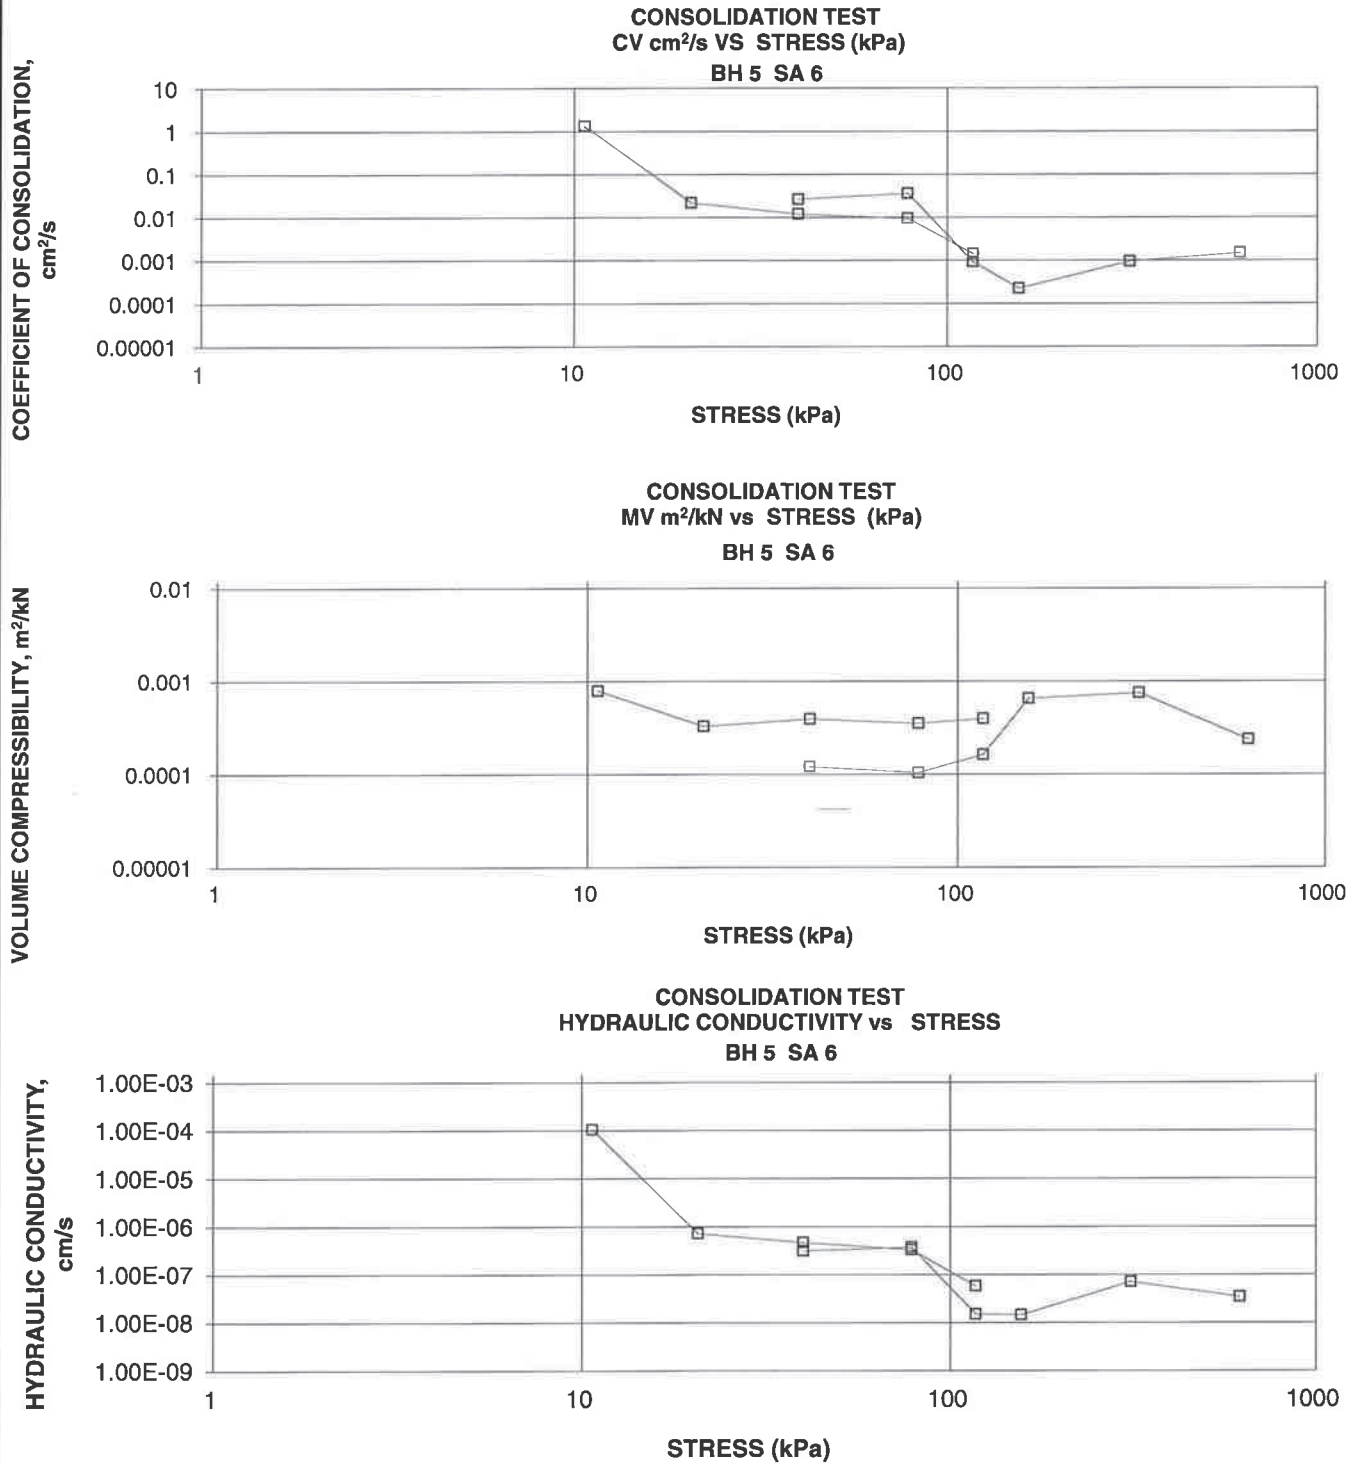 CONSOLIDATION TEST
CV cm²/s VS STRESS (kPa)
BH 5 SA 6
COEFFICIENT OF CONSOLIDATION,
cm²/s
10
1
0.1
0.01
0.001
0.0001
0.00001
1
10
100
1000
STRESS (kPa)
CONSOLIDATION TEST
MV m²/kN vs STRESS (kPa)
BH 5 SA 6
VOLUME COMPRESSIBILITY, m²/kN
0.01
0.001
0.0001
0.00001
1
10
100
1000
STRESS (kPa)
CONSOLIDATION TEST
HYDRAULIC CONDUCTIVITY vs STRESS
BH 5 SA 6
HYDRAULIC CONDUCTIVITY,
cm/s
1.00E-03
1.00E-04
1.00E-05
1.00E-06
1.00E-07
1.00E-08
1.00E-09
1
10
100
1000
STRESS (kPa)